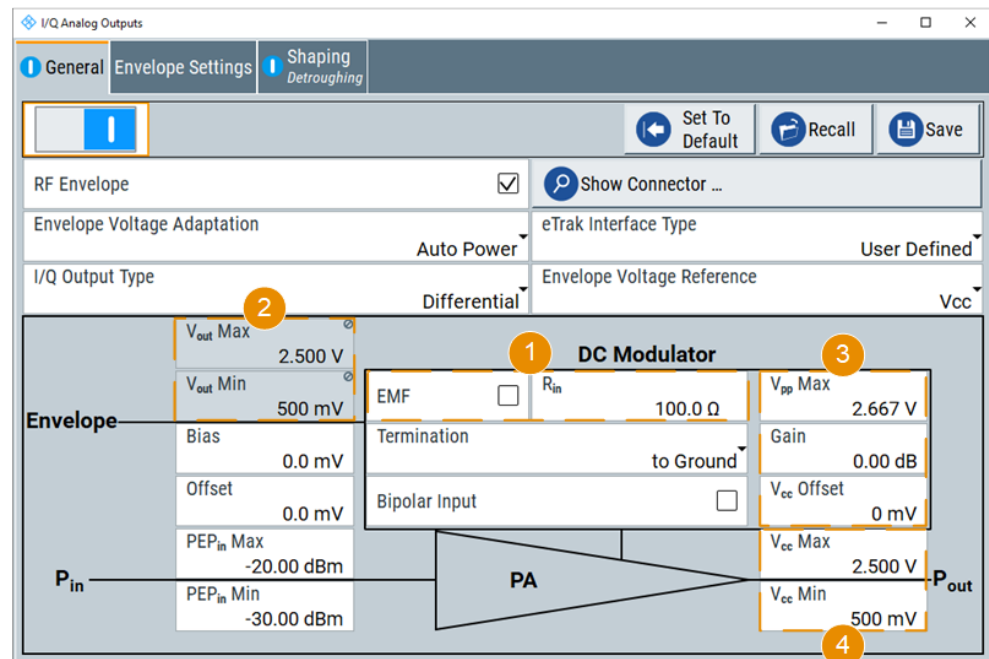 I/Q Analog Outputs
General
Envelope Settings
Shaping
Detroughing
Set To
Default
Recall
Save
RF Envelope
Show Connector ...
Envelope Voltage Adaptation
Auto Power
eTrak Interface Type
User Defined
I/Q Output Type
Differential
Envelope Voltage Reference
Vcc
2
Vout Max
2.500 V
1
DC Modulator
3
Vout Min
500 mV
EMF
Rin
100.0 Ω
Vpp Max
2.667 V
Envelope
Bias
0.0 mV
Termination
to Ground
Gain
0.00 dB
Offset
0.0 mV
Bipolar Input
Vcc Offset
0 mV
PEPin Max
-20.00 dBm
Vcc Max
2.500 V
Pin
PA
Pout
PEPin Min
-30.00 dBm
Vcc Min
500 mV
4